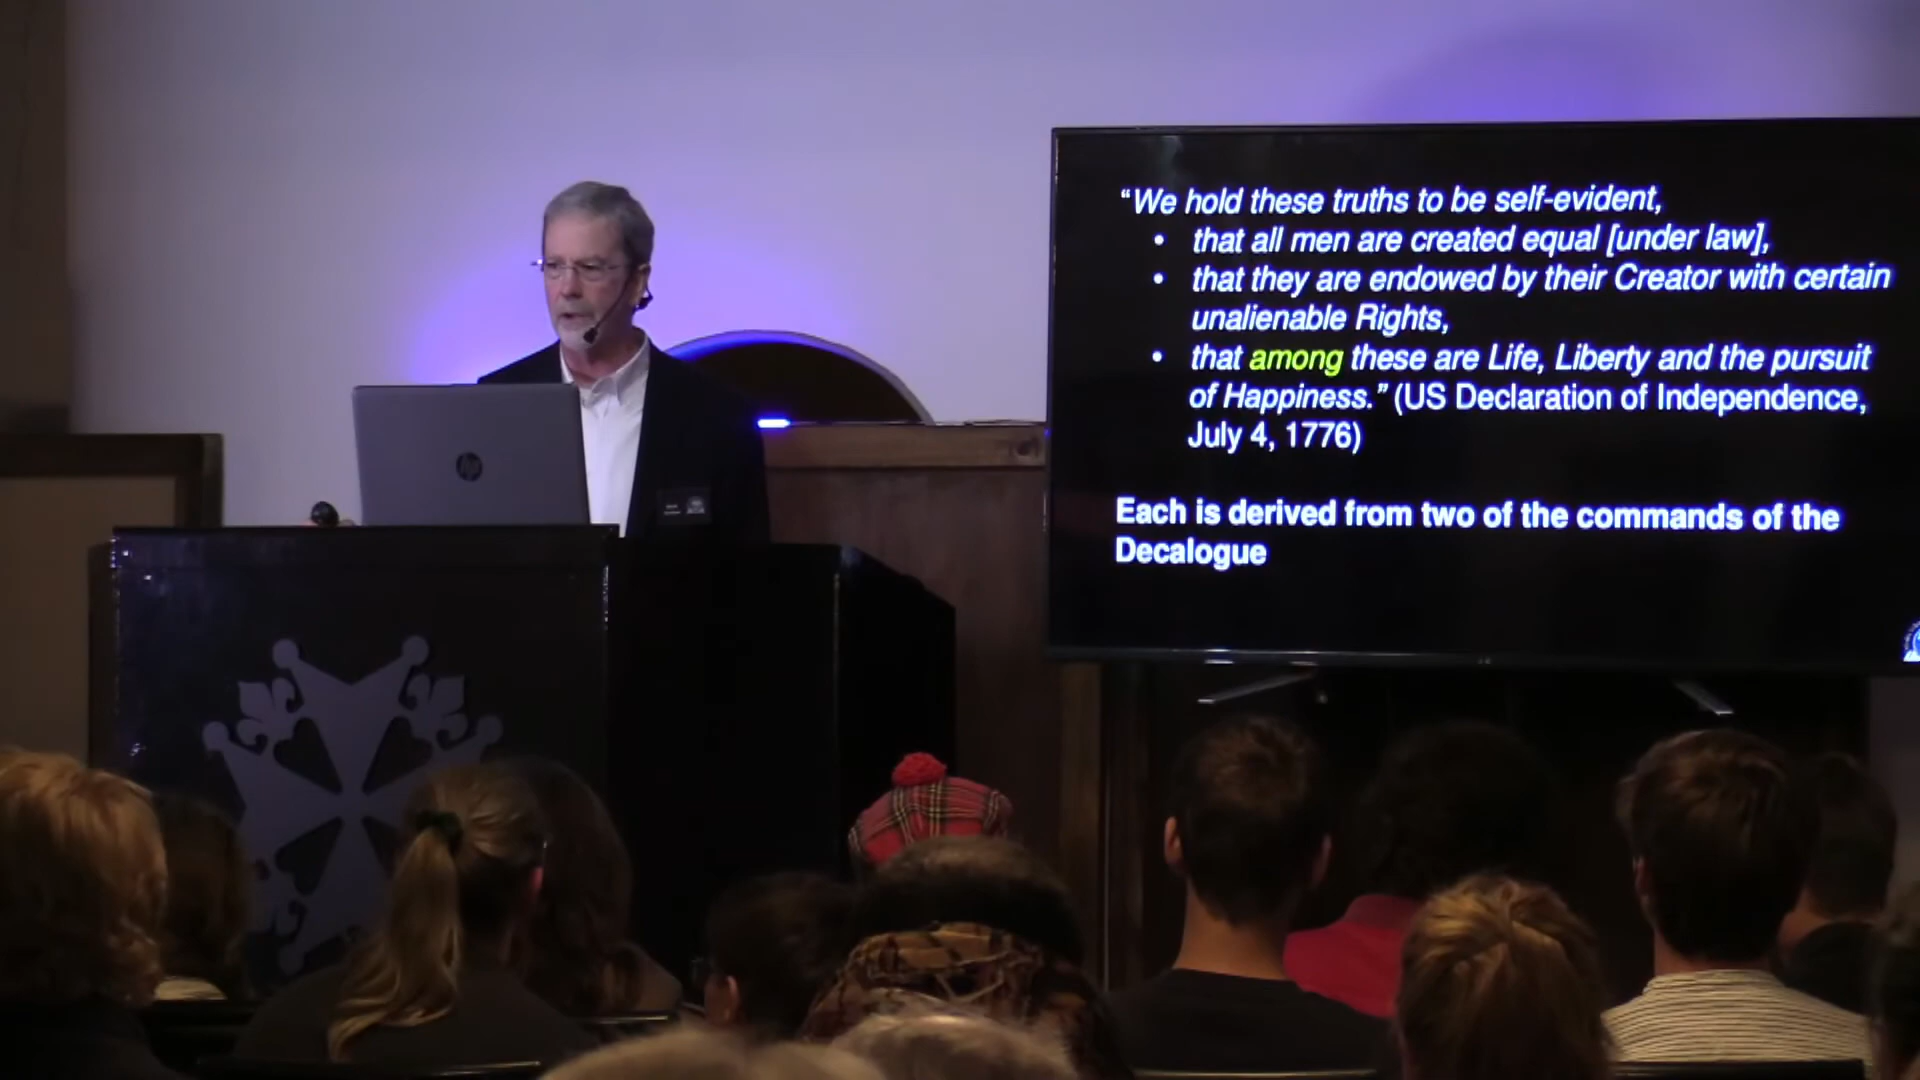 “We hold these truths to be self-evident,
• that all men are created equal [under law],
• that they are endowed by their Creator with certain
unalienable Rights,
• that among these are Life, Liberty and the pursuit
of Happiness.” (US Declaration of Independence,
July 4, 1776)
Each is derived from two of the commands of the
Decalogue
hp